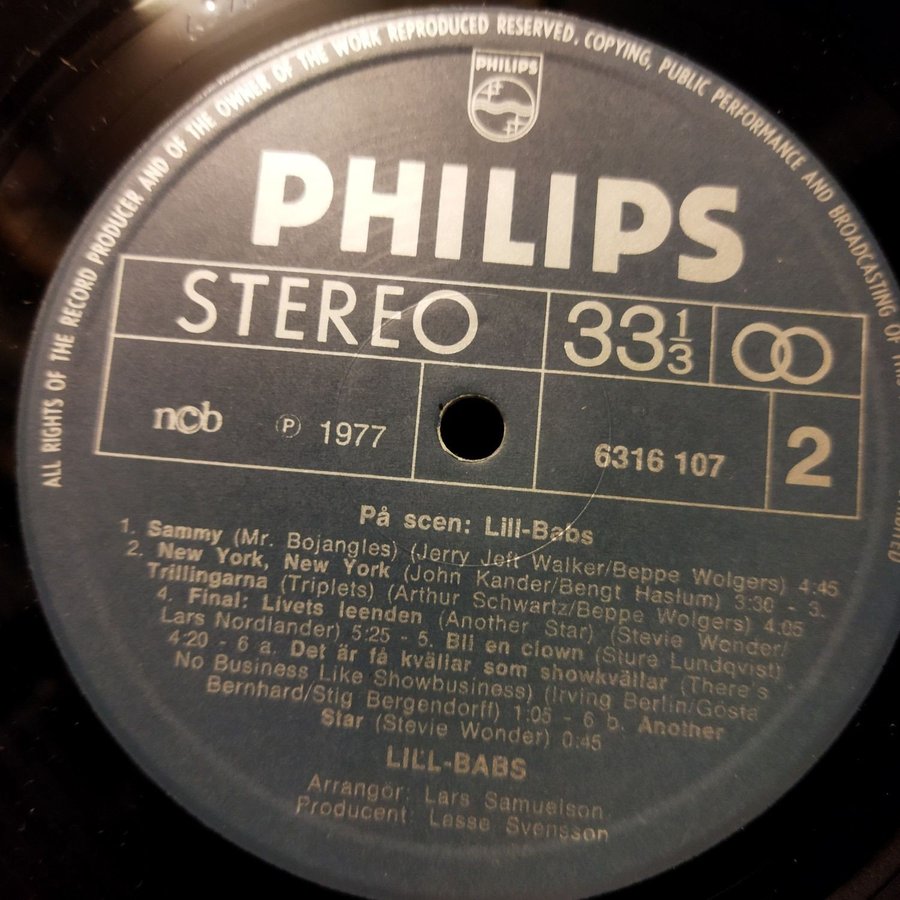 ALL RIGHTS OF THE RECORD PRODUCER AND OF THE OWNER OF THE WORK REPRODUCED RESERVED. COPYING, PUBLIC PERFORMANCE AND BROADCASTING OF
PHILIPS
PHILIPS
STEREO 33 1/3
ncb Ⓟ 1977 6316 107 2
På scen: Lill-Babs
1. Sammy (Mr. Bojangles) (Jerry Jeft Walker/Beppe Wolgers) 4:45
2. New York, New York (John Kander/Bengt Haslum) 3:30 - 3.
Trillingarna (Triplets) (Arthur Schwartz/Beppe Wolgers) 4:05
4. Final: Livets leenden (Another Star) (Stevie Wonder/
Lars Nordlander) 5:25 - 5. Bli en clown (Sture Lundqvist)
4:20 - 6 a. Det är få kvällar som showkvällar (There's
No Business Like Showbusiness) (Irving Berlin/Gösta
Bernhard/Stig Bergendorff) 1:05 - 6 b. Another
Star (Stevie Wonder) 0:45
LILL-BABS
Arrangör: Lars Samuelson
Producent: Lasse Svensson